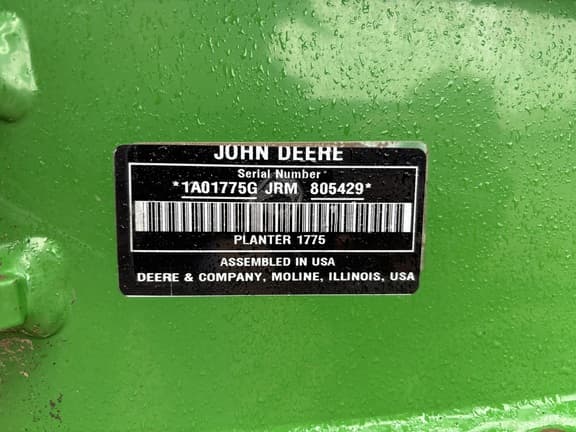 JOHN DEERE
Serial Number
*1A01775G JRM 805429*
PLANTER 1775
ASSEMBLED IN USA
DEERE & COMPANY, MOLINE, ILLINOIS, USA